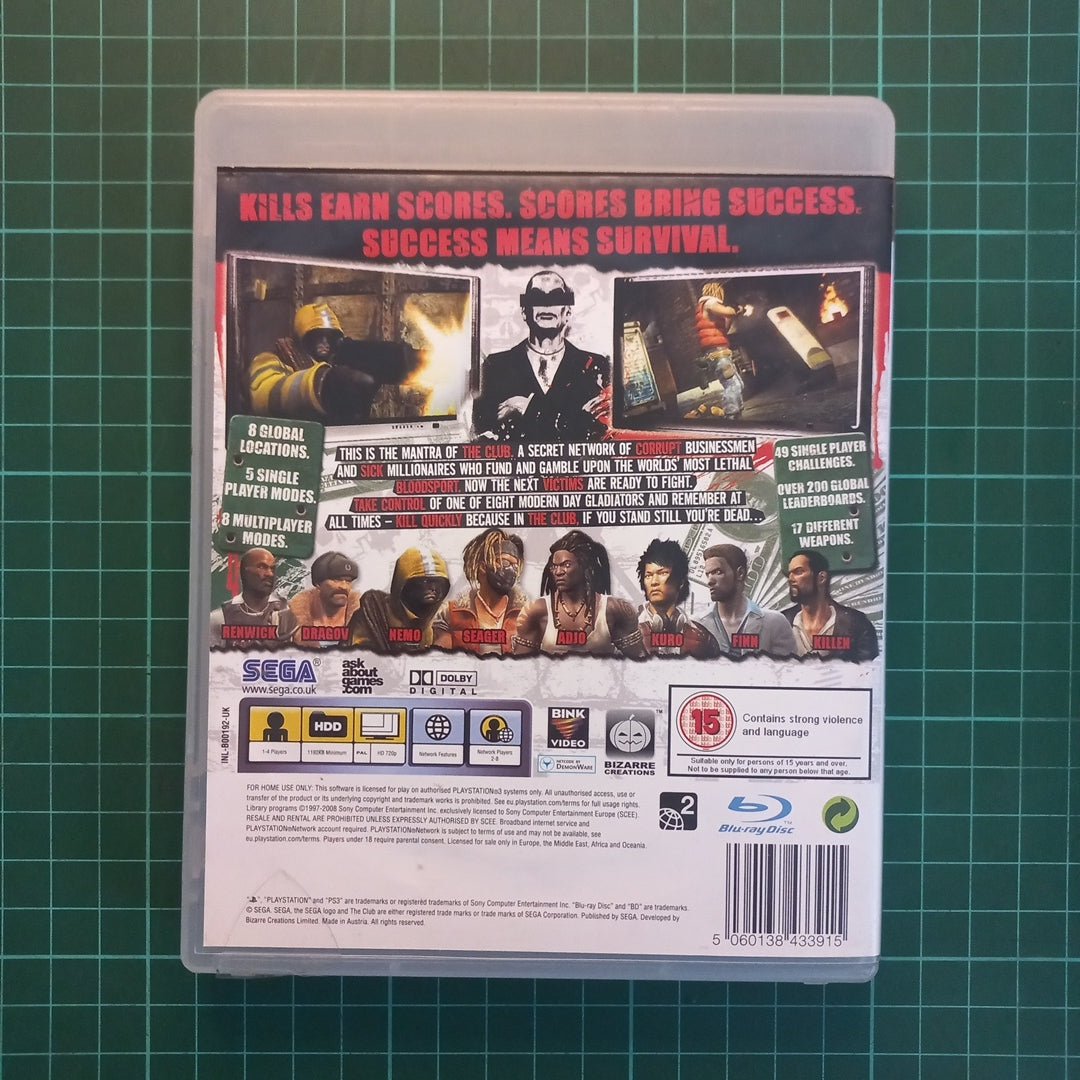 KILLS EARN SCORES. SCORES BRING SUCCESS.
SUCCESS MEANS SURVIVAL.
8 GLOBAL
LOCATIONS.
5 SINGLE
PLAYER MODES.
8 MULTIPLAYER
MODES.
THIS IS THE MANTRA OF THE CLUB. A SECRET NETWORK OF CORRUPT BUSINESSMEN
AND SICK MILLIONAIRES WHO FUND AND GAMBLE UPON THE WORLDS' MOST LETHAL
BLOODSPORT. NOW THE NEXT VICTIMS ARE READY TO FIGHT.
TAKE CONTROL OF ONE OF EIGHT MODERN DAY GLADIATORS AND REMEMBER AT
ALL TIMES – KILL QUICKLY BECAUSE IN THE CLUB, IF YOU STAND STILL YOU'RE DEAD...
49 SINGLE PLAYER
CHALLENGES.
OVER 200 GLOBAL
LEADERBOARDS.
17 DIFFERENT
WEAPONS.
RENWICK DRAGOV NEMO SEAGER ADJO KURO FINN KILLEN
SEGA®
www.sega.co.uk
ask
about
games
.com
DOLBY
DIGITAL
INL-B00192-UK
1-4 Players
HDD
1192KB Minimum
PAL HD 720p
Network Features
Network Players
2-8
BINK
VIDEO
NETCODE BY
DEMONWARE
BIZARRE
CREATIONS
TM
15
Contains strong violence
and language
Suitable only for persons of 15 years and over.
Not to be supplied to any person below that age.
FOR HOME USE ONLY: This software is licensed for play on authorised PLAYSTATION®3 systems only. All unauthorised access, use or
transfer of the product or its underlying copyright and trademark works is prohibited. See eu.playstation.com/terms for full usage rights.
Library programs ©1997-2008 Sony Computer Entertainment Inc. exclusively licensed to Sony Computer Entertainment Europe (SCEE).
RESALE AND RENTAL ARE PROHIBITED UNLESS EXPRESSLY AUTHORISED BY SCEE. Broadband internet service and
PLAYSTATION®Network account required. PLAYSTATION®Network is subject to terms of use and may not be available, see
eu.playstation.com/terms. Players under 18 require parental consent. Licensed for sale only in Europe, the Middle East, Africa and Oceania.
2
Blu-ray Disc
TM
"PLAYSTATION" and "PS3" are trademarks or registered trademarks of Sony Computer Entertainment Inc. "Blu-ray Disc" and "BD" are trademarks.
© SEGA. SEGA, the SEGA logo and The Club are either registered trade marks or trade marks of SEGA Corporation. Published by SEGA. Developed by
Bizarre Creations Limited. Made in Austria. All rights reserved.
5 060138 433915